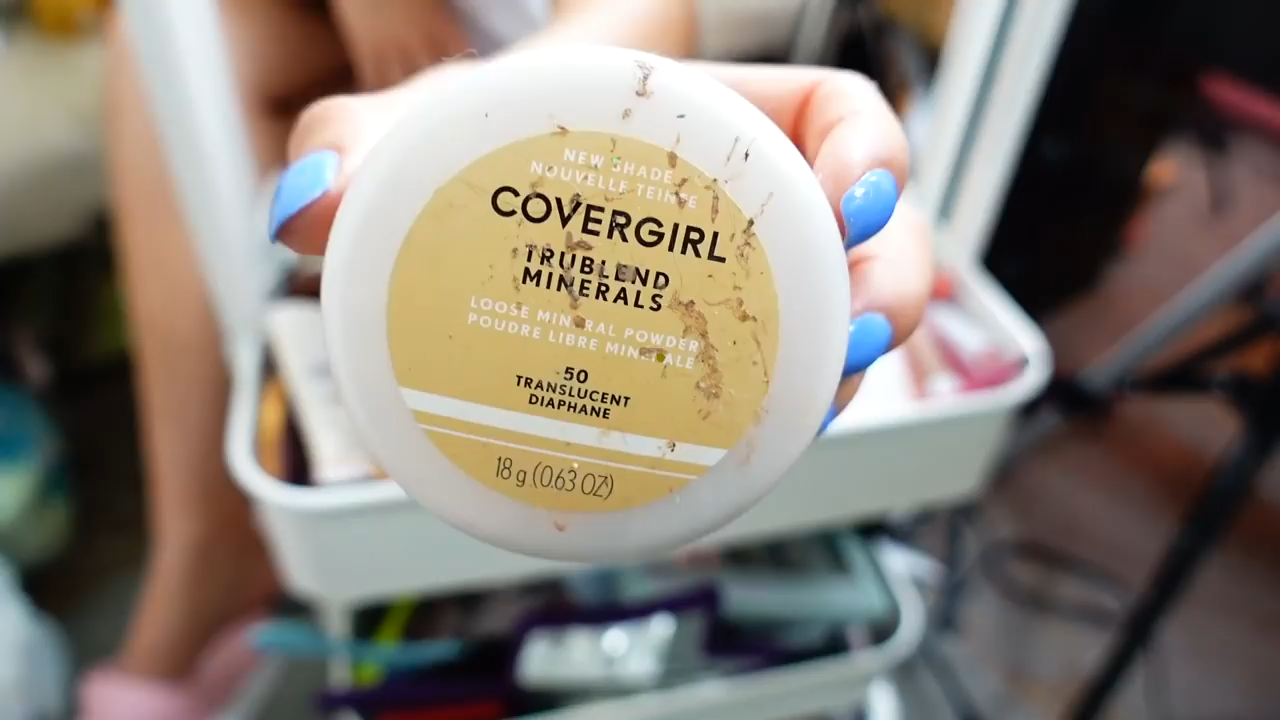 NEW SHADE
NOUVELLE TEINTE
COVERGIRL
TRUBLEND
MINERALS
LOOSE MINERAL POWDER
POUDRE LIBRE MINÉRALE
50
TRANSLUCENT
DIAPHANE
18 g (0.63 OZ)